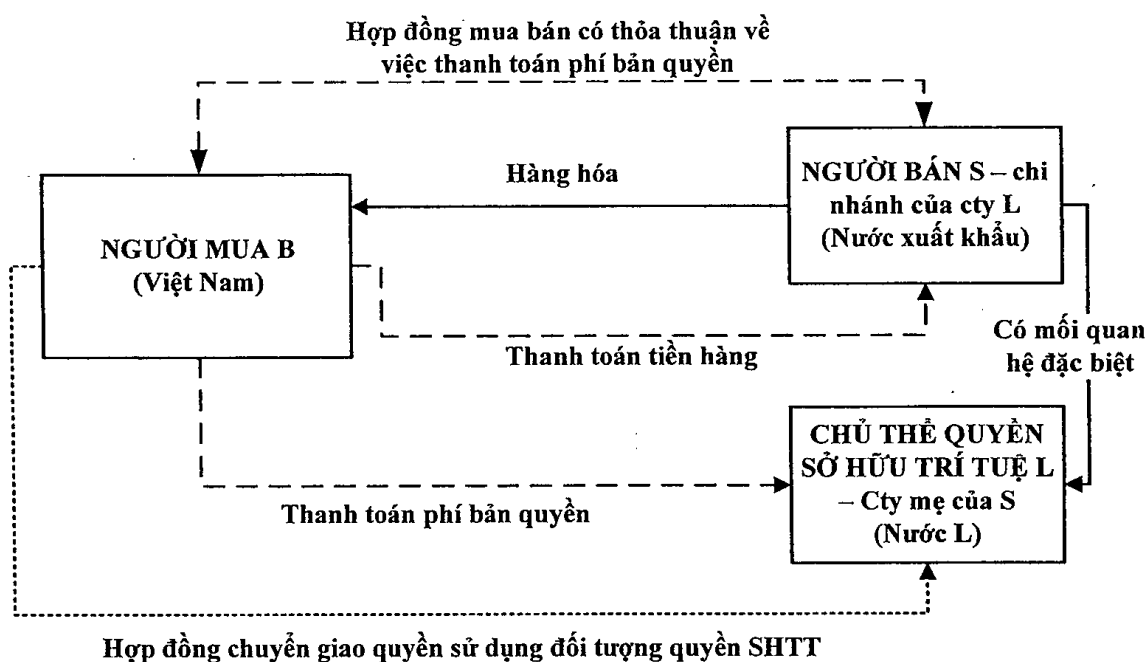 Hợp đồng mua bán có thỏa thuận về
việc thanh toán phí bản quyền
NGƯỜI MUA B
(Việt Nam)
Hàng hóa
NGƯỜI BÁN S – chi
nhánh của cty L
(Nước xuất khẩu)
Thanh toán tiền hàng
Có mối quan
hệ đặc biệt
CHỦ THỂ QUYỀN
SỞ HỮU TRÍ TUỆ L
– Cty mẹ của S
(Nước L)
Thanh toán phí bản quyền
Hợp đồng chuyển giao quyền sử dụng đối tượng quyền SHTT